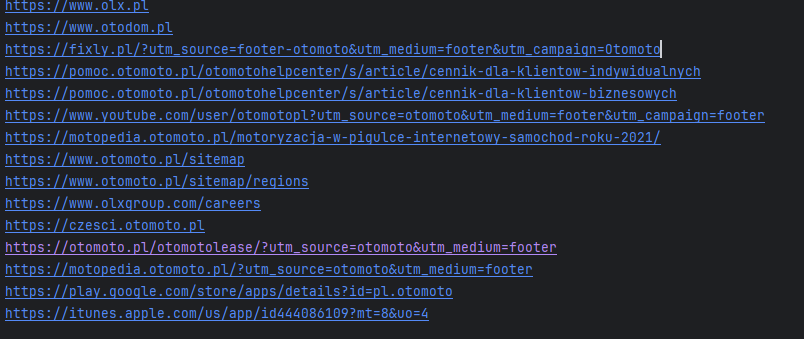 https://www.olx.pl
https://www.otodom.pl
https://fixly.pl/?utm_source=footer-otomoto&utm_medium=footer&utm_campaign=Otomoto
https://pomoc.otomoto.pl/otomotohelpcenter/s/article/cennik-dla-klientow-indywidualnych
https://pomoc.otomoto.pl/otomotohelpcenter/s/article/cennik-dla-klientow-biznesowych
https://www.youtube.com/user/otomotopl?utm_source=otomoto&utm_medium=footer&utm_campaign=footer
https://motopedia.otomoto.pl/motoryzacja-w-pigulce-internetowy-samochod-roku-2021/
https://www.otomoto.pl/sitemap
https://www.otomoto.pl/sitemap/regions
https://www.olxgroup.com/careers
https://czesci.otomoto.pl
https://otomoto.pl/otomotolease/?utm_source=otomoto&utm_medium=footer
https://motopedia.otomoto.pl/?utm_source=otomoto&utm_medium=footer
https://play.google.com/store/apps/details?id=pl.otomoto
https://itunes.apple.com/us/app/id444086109?mt=8&uo=4